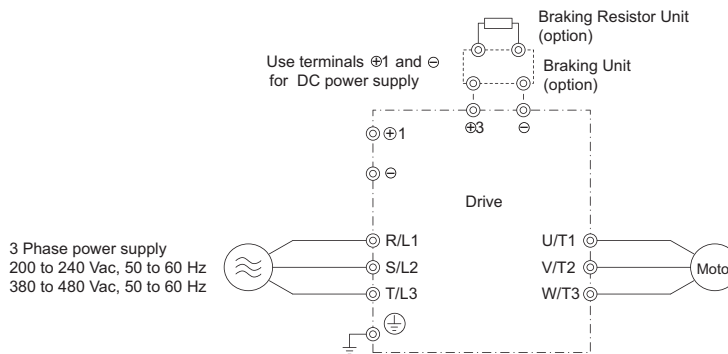 Braking Resistor Unit
(option)
Use terminals ⊕1 and ⊖
for DC power supply
Braking Unit
(option)
⊕3 ⊖
⊕1
⊖
Drive
3 Phase power supply
200 to 240 Vac, 50 to 60 Hz
380 to 480 Vac, 50 to 60 Hz
R/L1
S/L2
T/L3
U/T1
V/T2
W/T3
Moto